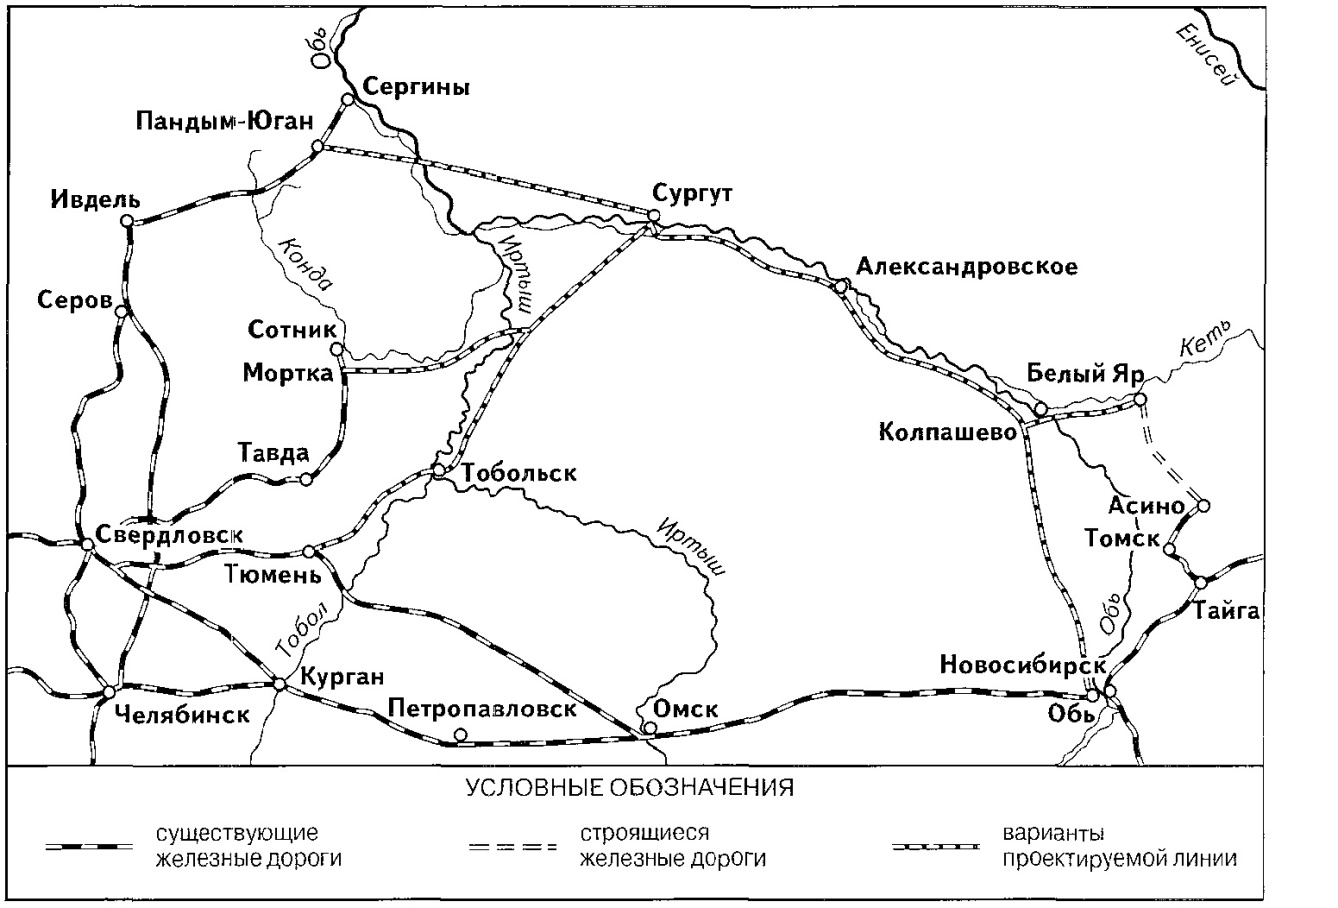 Обь
Енисей
Сергины
Пандым-Юган
Ивдель
Сургут
Конда
Иртыш
Александровское
Серов
Сотник
Кеть
Мортка
Белый Яр
Колпашево
Тавда
Тобольск
Асино
Свердловск
Иртыш
Томск
Тюмень
Тобол
Обь
Тайга
Курган
Новосибирск
Челябинск
Петропавловск
Омск
Обь
УСЛОВНЫЕ ОБОЗНАЧЕНИЯ
существующие
железные дороги
строящиеся
железные дороги
варианты
проектируемой линии